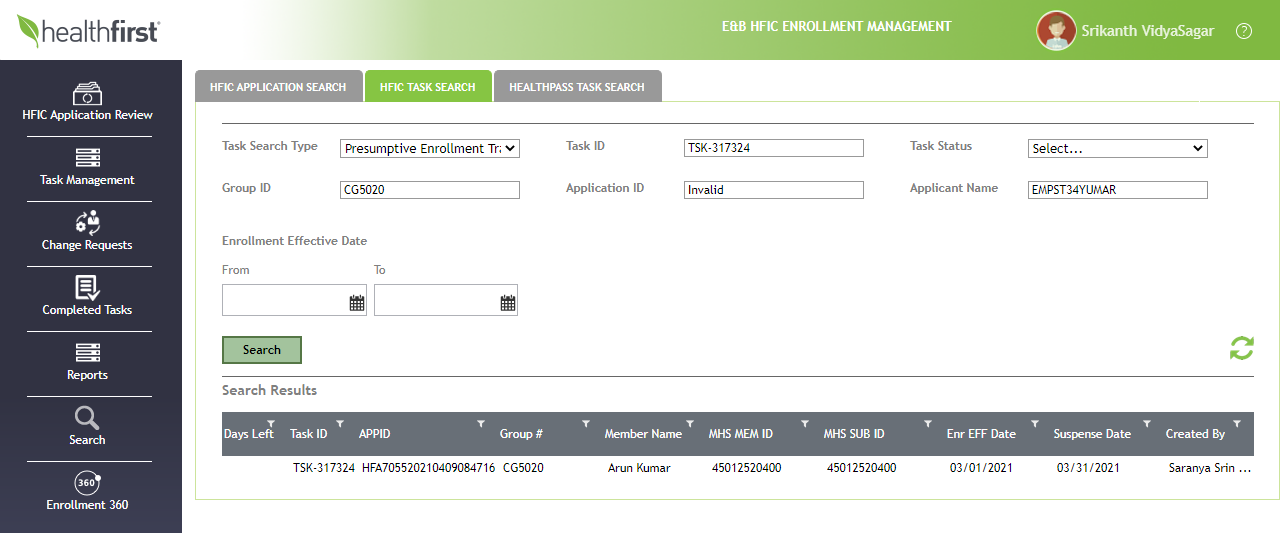 healthfirst
E&B HFIC ENROLLMENT MANAGEMENT
Srikanth VidyaSagar
?
HFIC Application Review
Task Management
Change Requests
Completed Tasks
Reports
Search
360°
Enrollment 360
HFIC APPLICATION SEARCH HFIC TASK SEARCH HEALTHPASS TASK SEARCH
Task Search Type Presumptive Enrollment Tra Task ID TSK-317324 Task Status Select...
Group ID CG5020 Application ID Invalid Applicant Name EMPST34YUMAR
Enrollment Effective Date
From To
Search
Search Results
Days Left Task ID APPID Group # Member Name MHS MEM ID MHS SUB ID Enr EFF Date Suspense Date Created By
TSK-317324 HFA705520210409084716 CG5020 Arun Kumar 45012520400 45012520400 03/01/2021 03/31/2021 Saranya Srin ...